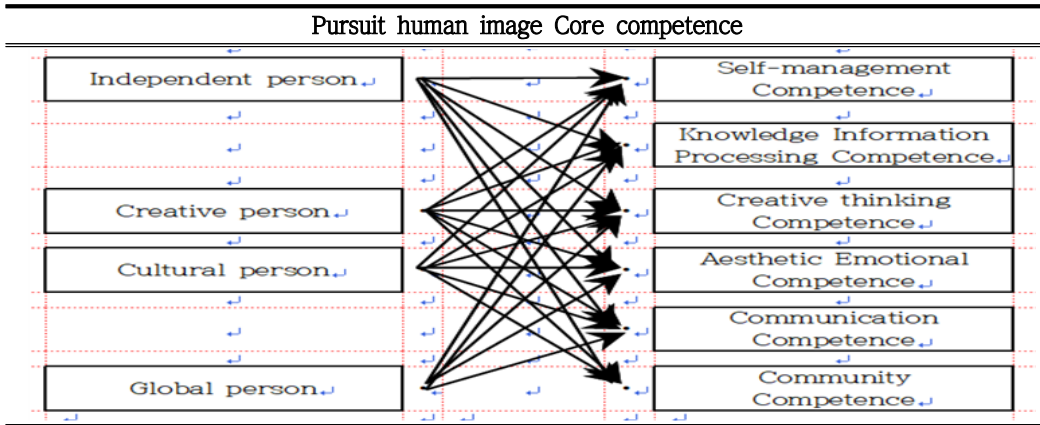 Pursuit human image Core competence
Independent person
Self-management
Competence
Knowledge Information
Processing Competence
Creative person
Creative thinking
Competence
Cultural person
Aesthetic Emotional
Competence
Communication
Competence
Global person
Community
Competence